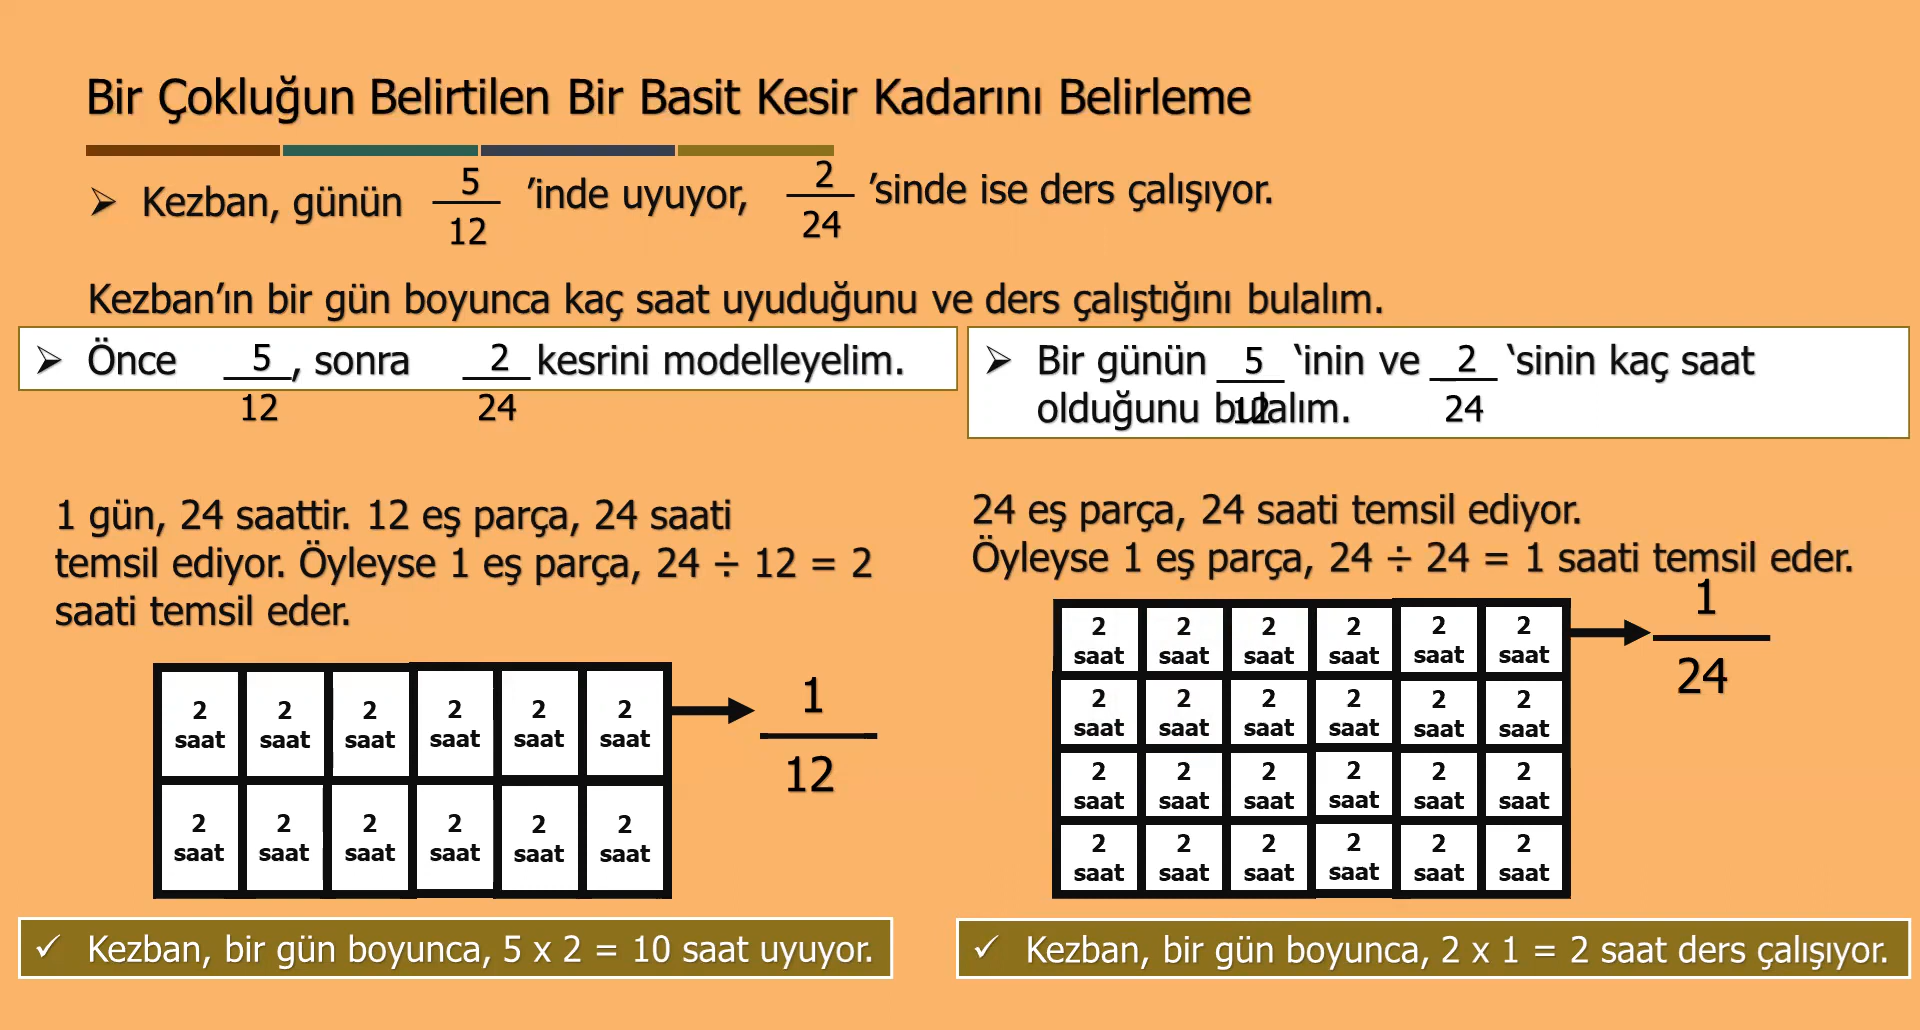 Bir Çokluğun Belirtilen Bir Basit Kesir Kadarını Belirleme
➢ Kezban, günün 5/12 ’inde uyuyor, 2/24 ’sinde ise ders çalışıyor.
Kezban’ın bir gün boyunca kaç saat uyuduğunu ve ders çalıştığını bulalım.
➢ Önce 5/12, sonra 2/24 kesrini modelleyelim.
➢ Bir günün 5/12 ‘inin ve 2/24 ‘sinin kaç saat
olduğunu bulalım.
1 gün, 24 saattir. 12 eş parça, 24 saati
temsil ediyor. Öyleyse 1 eş parça, 24 ÷ 12 = 2
saati temsil eder.
2 2 2 2 2 2
saat saat saat saat saat saat
2 2 2 2 2 2
saat saat saat saat saat saat
1/12
✓ Kezban, bir gün boyunca, 5 x 2 = 10 saat uyuyor.
24 eş parça, 24 saati temsil ediyor.
Öyleyse 1 eş parça, 24 ÷ 24 = 1 saati temsil eder.
2 2 2 2 2 2
saat saat saat saat saat saat
2 2 2 2 2 2
saat saat saat saat saat saat
2 2 2 2 2 2
saat saat saat saat saat saat
2 2 2 2 2 2
saat saat saat saat saat saat
1/24
✓ Kezban, bir gün boyunca, 2 x 1 = 2 saat ders çalışıyor.